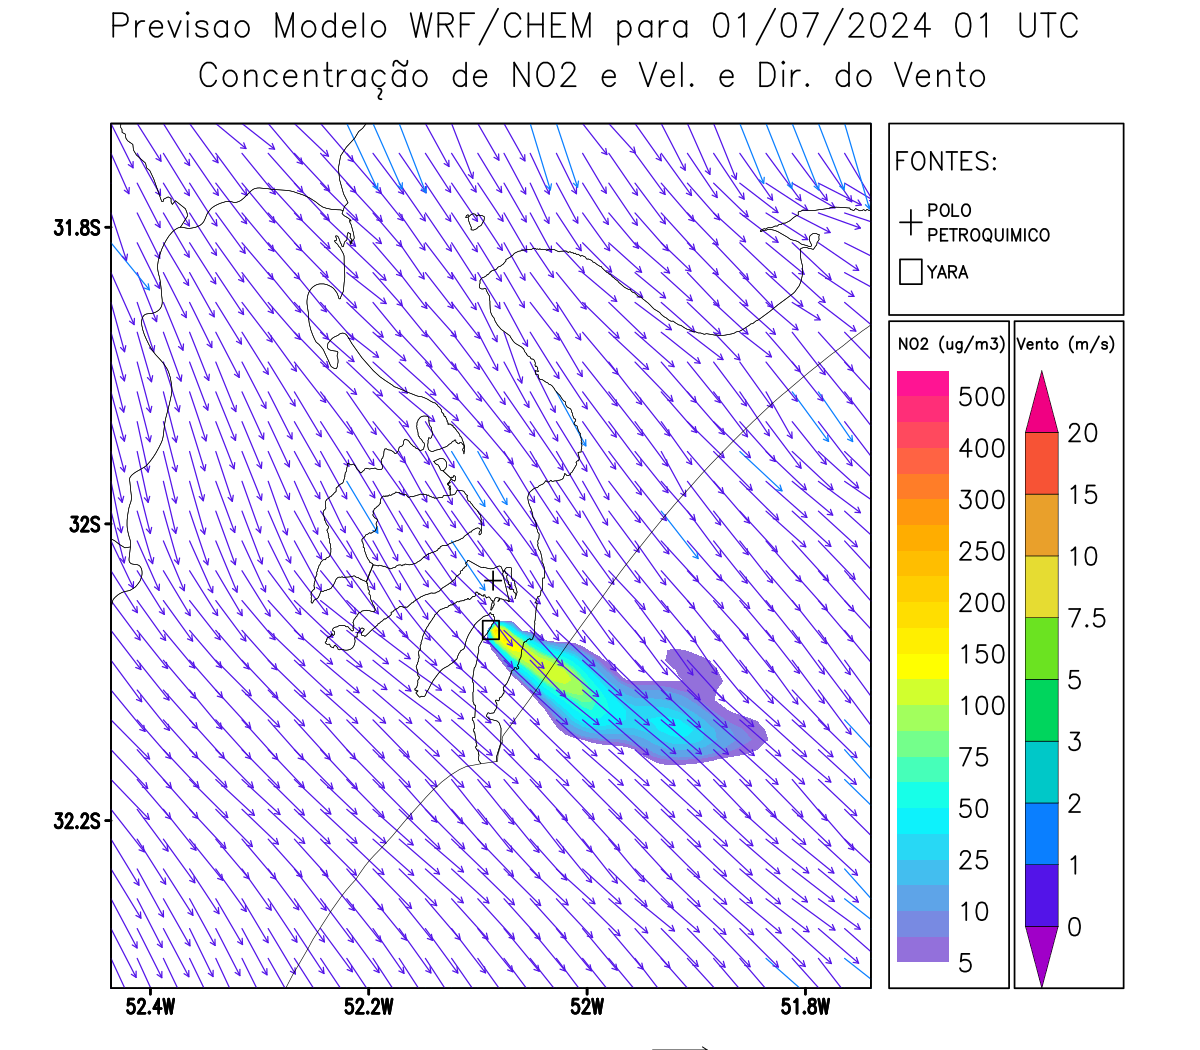 Previsao Modelo WRF/CHEM para 01/07/2024 01 UTC
Concentração de NO2 e Vel. e Dir. do Vento
FONTES:
POLO
PETROQUIMICO
YARA
31.8S
32S
32.2S
52.4W
52.2W
52W
51.8W
NO2 (ug/m3)
500
400
300
250
200
150
100
75
50
25
10
5
Vento (m/s)
20
15
10
7.5
5
3
2
1
0